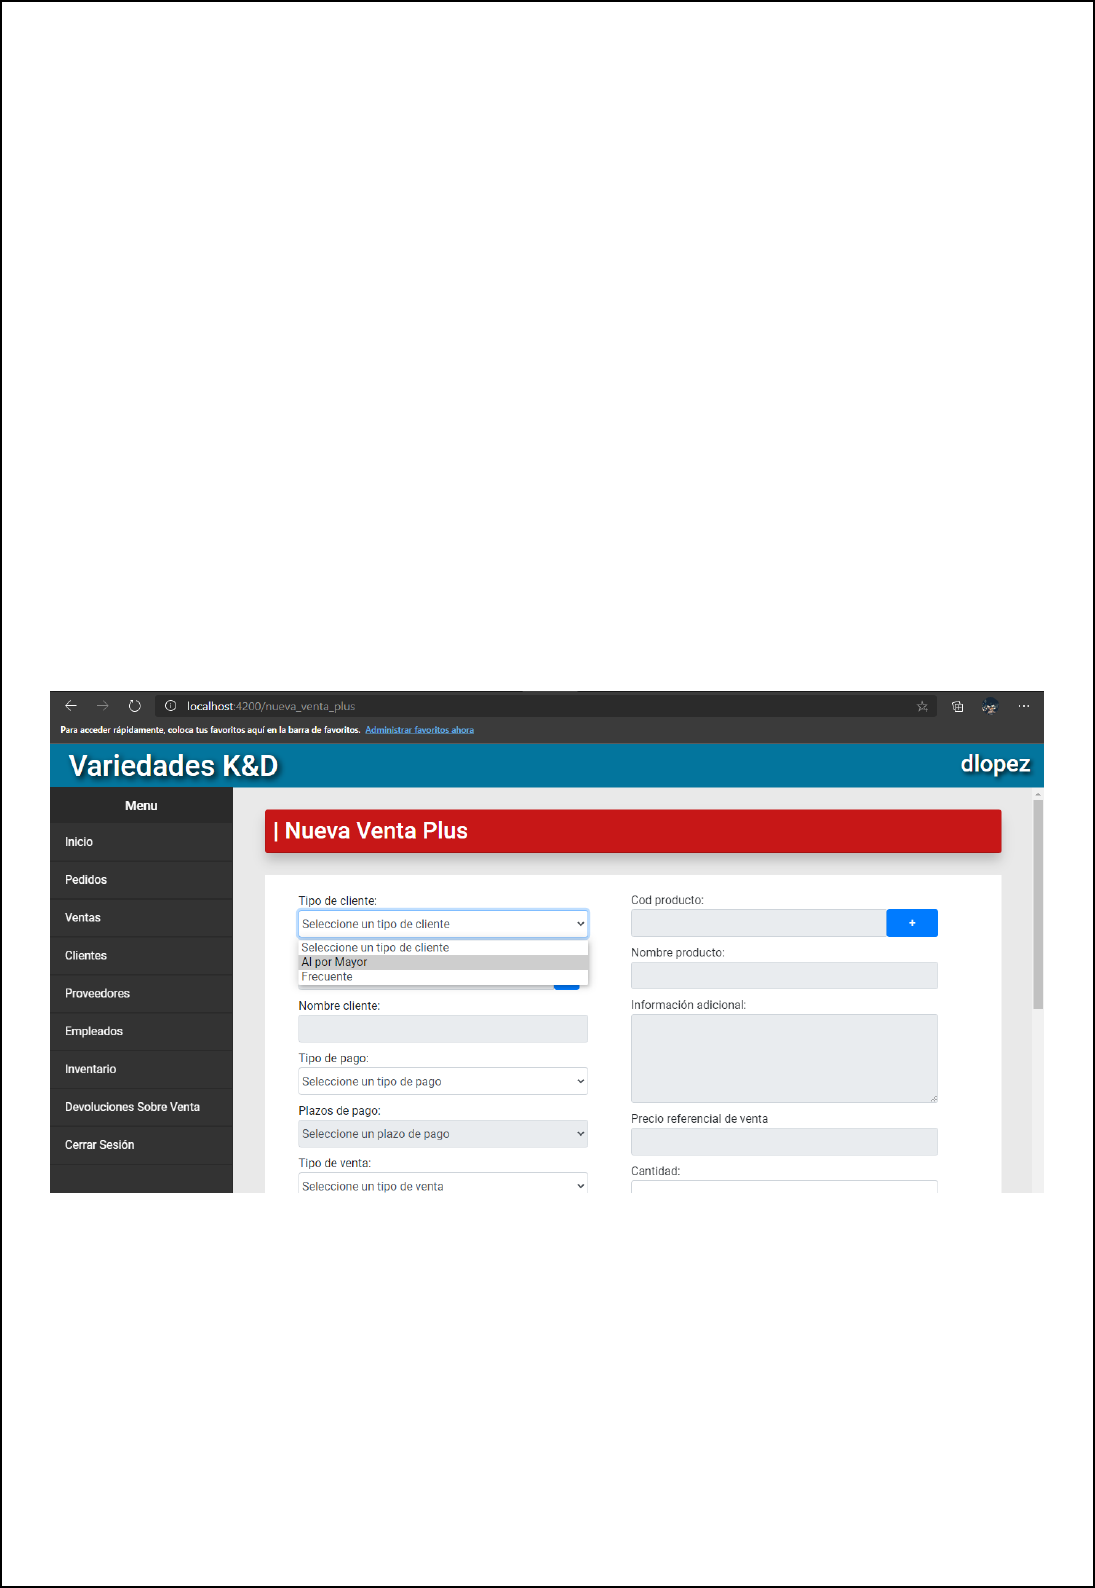 localhost:4200/nueva_venta_plus
Para acceder rápidamente, coloca tus favoritos aquí en la barra de favoritos. Administrar favoritos ahora
Variedades K&D
dlopez
Menu
Inicio
Pedidos
Ventas
Clientes
Proveedores
Empleados
Inventario
Devoluciones Sobre Venta
Cerrar Sesión
| Nueva Venta Plus
Tipo de cliente:
Seleccione un tipo de cliente
Seleccione un tipo de cliente
Al por Mayor
Frecuente
Nombre cliente:
Tipo de pago:
Seleccione un tipo de pago
Plazos de pago:
Seleccione un plazo de pago
Tipo de venta:
Seleccione un tipo de venta
Cod producto:
+
Nombre producto:
Información adicional:
Precio referencial de venta
Cantidad: